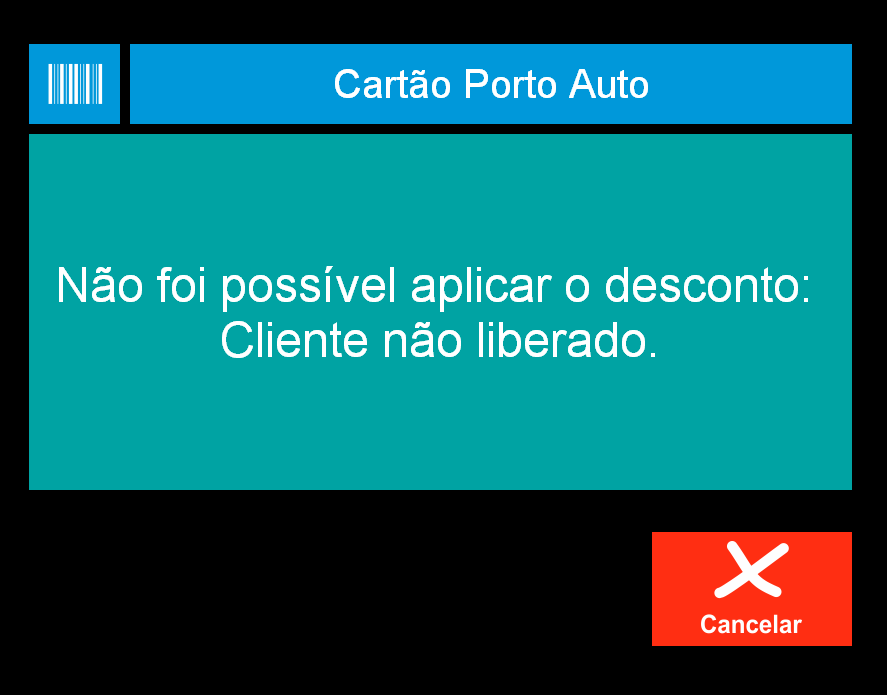 Cartão Porto Auto
Não foi possível aplicar o desconto:
Cliente não liberado.
Cancelar